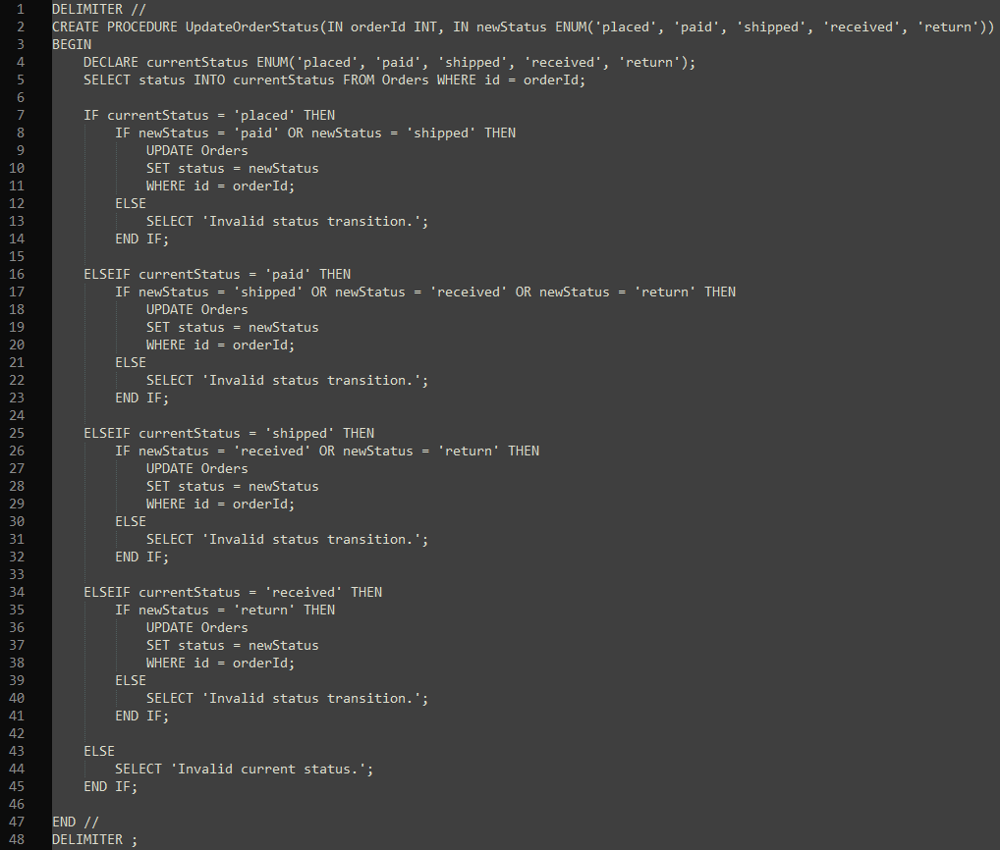 1 DELIMITER //
2 CREATE PROCEDURE UpdateOrderStatus(IN orderId INT, IN newStatus ENUM('placed', 'paid', 'shipped', 'received', 'return'))
3 BEGIN
4     DECLARE currentStatus ENUM('placed', 'paid', 'shipped', 'received', 'return');
5     SELECT status INTO currentStatus FROM Orders WHERE id = orderId;
6
7     IF currentStatus = 'placed' THEN
8         IF newStatus = 'paid' OR newStatus = 'shipped' THEN
9             UPDATE Orders
10             SET status = newStatus
11             WHERE id = orderId;
12         ELSE
13             SELECT 'Invalid status transition.';
14         END IF;
15
16     ELSEIF currentStatus = 'paid' THEN
17         IF newStatus = 'shipped' OR newStatus = 'received' OR newStatus = 'return' THEN
18             UPDATE Orders
19             SET status = newStatus
20             WHERE id = orderId;
21         ELSE
22             SELECT 'Invalid status transition.';
23         END IF;
24
25     ELSEIF currentStatus = 'shipped' THEN
26         IF newStatus = 'received' OR newStatus = 'return' THEN
27             UPDATE Orders
28             SET status = newStatus
29             WHERE id = orderId;
30         ELSE
31             SELECT 'Invalid status transition.';
32         END IF;
33
34     ELSEIF currentStatus = 'received' THEN
35         IF newStatus = 'return' THEN
36             UPDATE Orders
37             SET status = newStatus
38             WHERE id = orderId;
39         ELSE
40             SELECT 'Invalid status transition.';
41         END IF;
42
43     ELSE
44         SELECT 'Invalid current status.';
45     END IF;
46
47 END //
48 DELIMITER ;